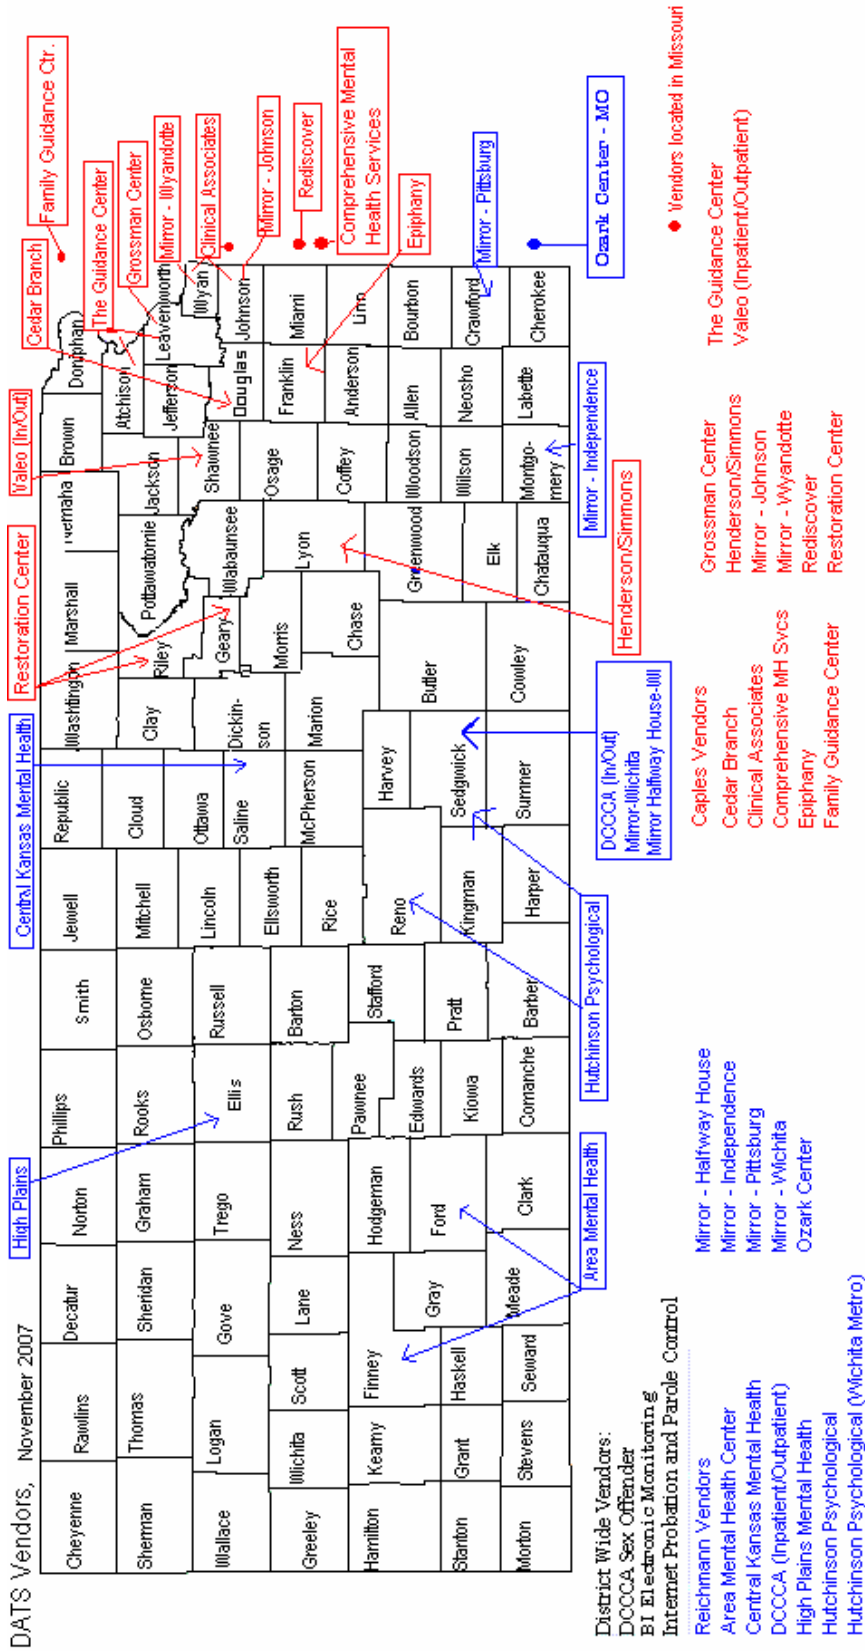 DATS Vendors, November 2007
High Plains
Central Kansas Mental Health
Restoration Center
Valeo (In/Out)
Cedar Branch
Family Guidance Ctr.
The Guidance Center
Grossman Center
Mirror - Wyandotte
Clinical Associates
Mirror - Johnson
Rediscover
Comprehensive Mental
Health Services
Epiphany
Mirror - Pittsburg
Ozark Center - MO
Mirror - Independence
Henderson/Simmons
DCCCA (In/Out)
Mirror-Wichita
Mirror Halfway House-WI
Hutchinson Psychological
Area Mental Health
Cheyenne
Rawlins
Decatur
Norton
Phillips
Smith
Jewell
Republic
Washtingon
Marshall
Nemaha
Brown
Doniphan
Sherman
Thomas
Sheridan
Graham
Rooks
Osborne
Mitchell
Cloud
Clay
Riley
Pottawatomie
Jackson
Atchison
Jefferson
Leavenworth
Wyan
Wallace
Logan
Gove
Trego
Ellis
Russell
Lincoln
Ottawa
Saline
Dickin-
son
Geary
Wabaunsee
Shawnee
Douglas
Johnson
Greeley
Wichita
Scott
Lane
Ness
Rush
Barton
Ellsworth
Rice
McPherson
Marion
Morris
Chase
Lyon
Osage
Coffey
Franklin
Anderson
Miami
Linn
Hamilton
Kearny
Finney
Hodgeman
Pawnee
Edwards
Stafford
Reno
Harvey
Butler
Greenwood
Woodson
Allen
Bourbon
Stanton
Grant
Haskell
Gray
Ford
Kiowa
Pratt
Kingman
Sedgwick
Elk
Wilson
Neosho
Crawford
Morton
Stevens
Seward
Meade
Clark
Comanche
Barber
Harper
Sumner
Cowley
Chatauqua
Montgo-
mery
Labette
Cherokee
District Wide Vendors:
DCCCA Sex Offender
BI Electronic Monitoring
Internet Probation and Parole Control
Vendors located in Missouri
Reichmann Vendors
Area Mental Health Center
Central Kansas Mental Health
DCCCA (Inpatient/Outpatient)
High Plains Mental Health
Hutchinson Psychological
Hutchinson Psychological (Wichita Metro)
Mirror - Halfway House
Mirror - Independence
Mirror - Pittsburg
Mirror - Wichita
Ozark Center
Caples Vendors
Cedar Branch
Clinical Associates
Comprehensive MH Svcs
Epiphany
Family Guidance Center
Grossman Center
Henderson/Simmons
Mirror - Johnson
Mirror - Wyandotte
Rediscover
Restoration Center
The Guidance Center
Valeo (Inpatient/Outpatient)